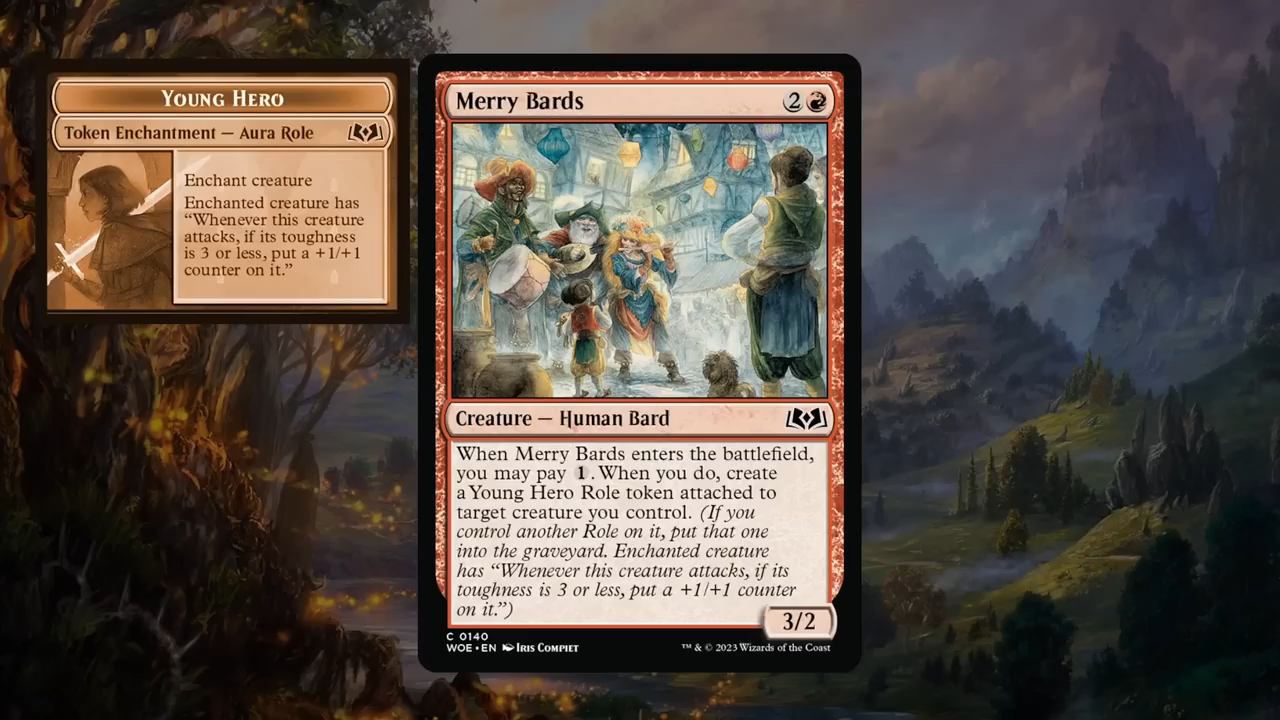 Young Hero
Token Enchantment — Aura Role
Enchant creature
Enchanted creature has
“Whenever this creature
attacks, if its toughness
is 3 or less, put a +1/+1
counter on it.”
Merry Bards 2
Creature — Human Bard
When Merry Bards enters the battlefield,
you may pay 1. When you do, create
a Young Hero Role token attached to
target creature you control. (If you
control another Role on it, put that one
into the graveyard. Enchanted creature
has “Whenever this creature attacks, if its
toughness is 3 or less, put a +1/+1 counter
on it.”)
3/2
C 0140
WOE • EN Iris Compiet
™ & © 2023 Wizards of the Coast